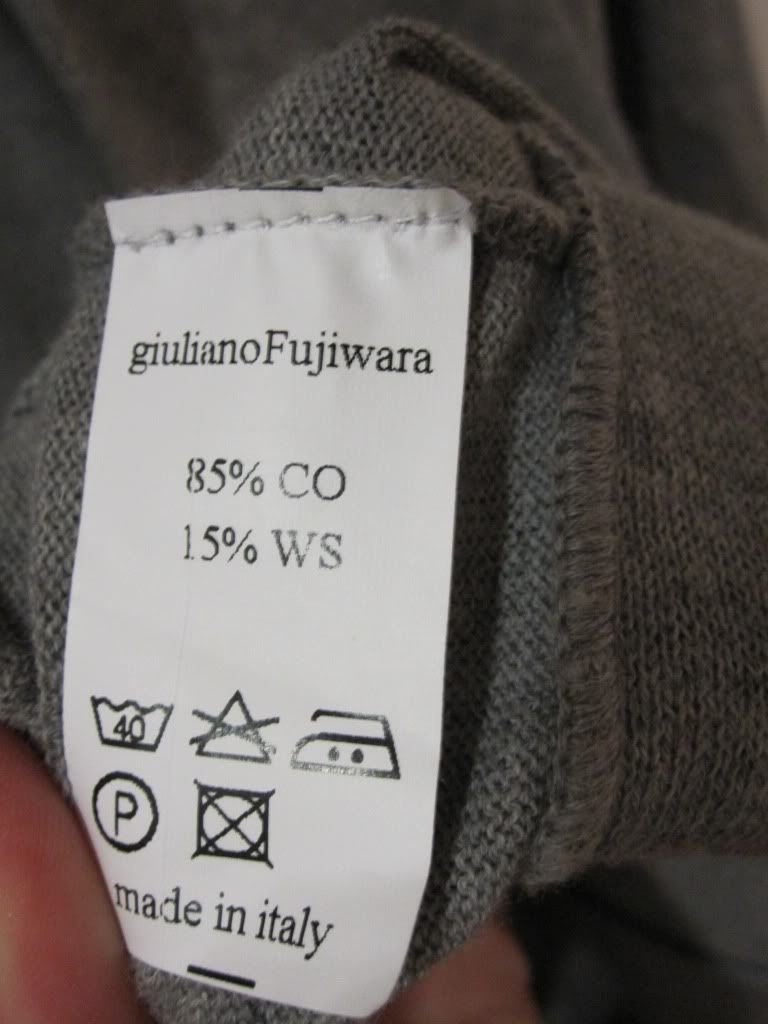 giulianoFujiwara
85% CO
15% WS
40
P
made in italy